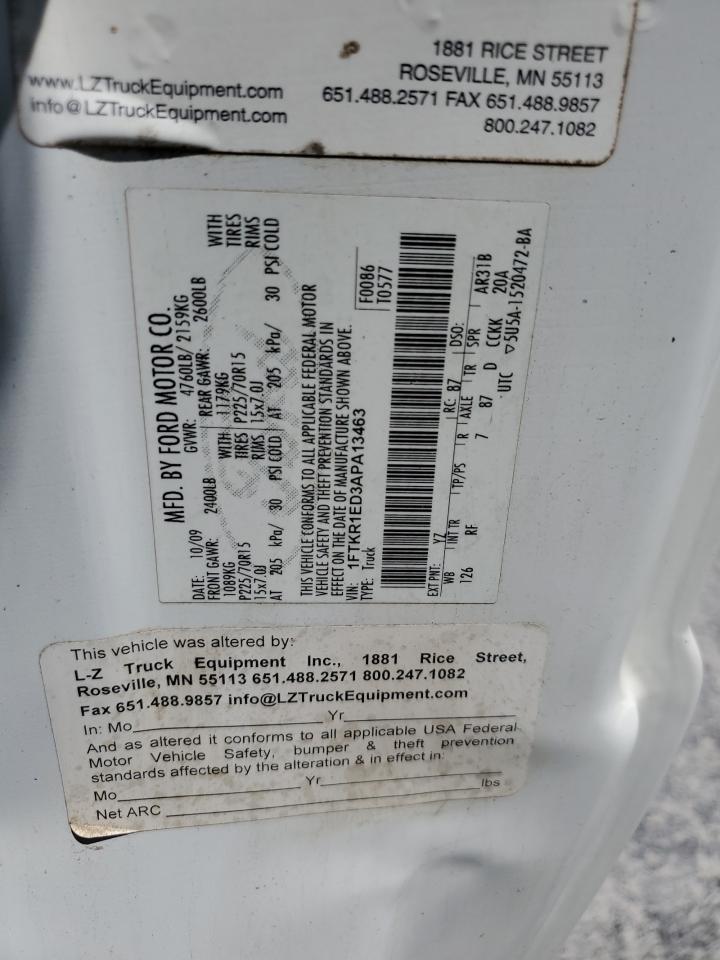 www.LZTruckEquipment.com
info@LZTruckEquipment.com
1881 RICE STREET
ROSEVILLE, MN 55113
651.488.2571 FAX 651.488.9857
800.247.1082
MFD. BY FORD MOTOR CO.
DATE: 10/09 GVWR: 4760LB/ 2159KG
FRONT GAWR: 2400LB REAR GAWR: 2600LB
1089KG WITH 1179KG WITH
P225/70R15 TIRES P225/70R15 TIRES
15x7.0J RIMS 15x7.0J RIMS
AT 205 kPa/ 30 PSI COLD AT 205 kPa/ 30 PSI COLD
THIS VEHICLE CONFORMS TO ALL APPLICABLE FEDERAL MOTOR
VEHICLE SAFETY AND THEFT PREVENTION STANDARDS IN
EFFECT ON THE DATE OF MANUFACTURE SHOWN ABOVE.
VIN: 1FTKR1ED3APA13463
TYPE: Truck
F0086
T0577
EXT PNT: YZ RC: 87 DSO:
WB INT TR TP/PS R AXLE TR SPR AR31B
126 RF 7 87 D CCKK 20A
UTC ▽5U5A-1520472-BA
This vehicle was altered by:
L-Z Truck Equipment Inc., 1881 Rice Street,
Roseville, MN 55113 651.488.2571 800.247.1082
Fax 651.488.9857 info@LZTruckEquipment.com
In: Mo Yr
And as altered it conforms to all applicable USA Federal
Motor Vehicle Safety, bumper & theft prevention
standards affected by the alteration & in effect in:
Mo Yr
Net ARC lbs